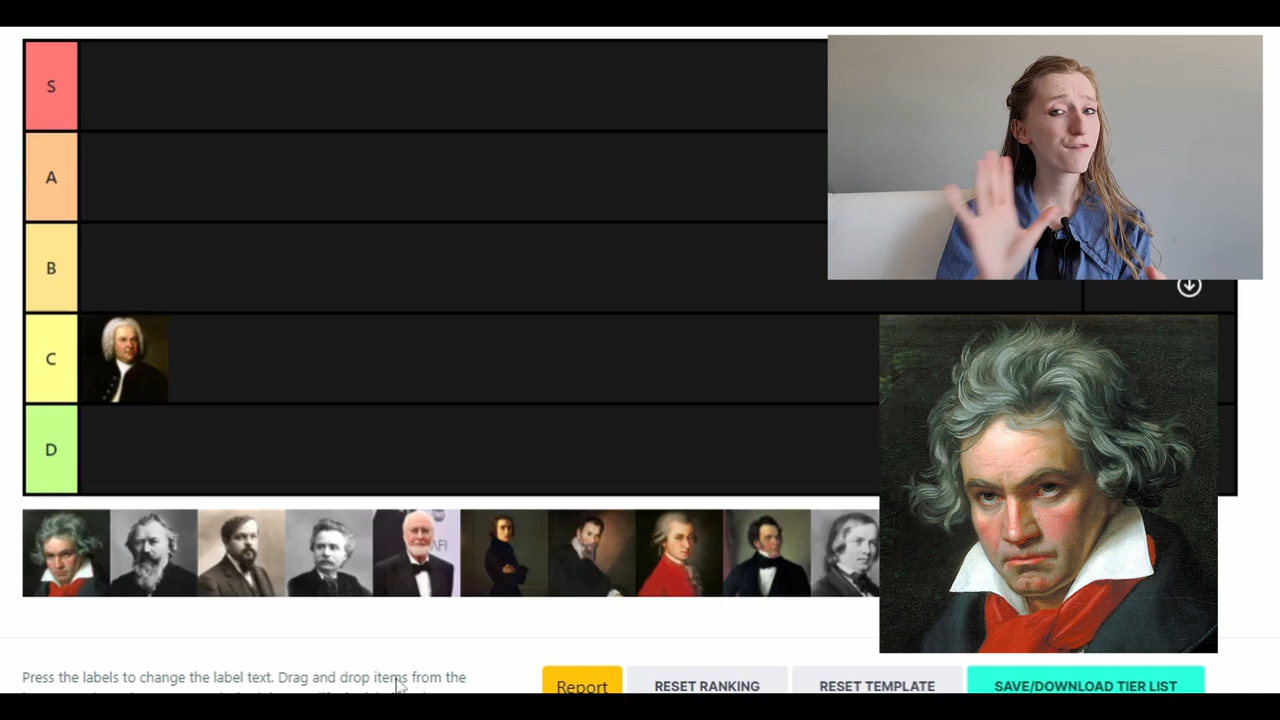 S
A
B
C
D
Press the labels to change the label text. Drag and drop items from the
Report
RESET RANKING
RESET TEMPLATE
SAVE/DOWNLOAD TIER LIST